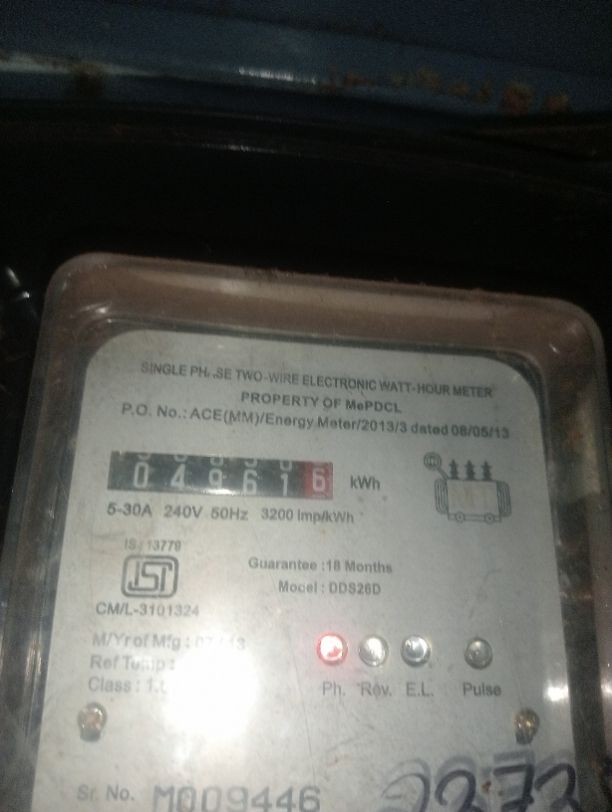 SINGLE PHASE TWO-WIRE ELECTRONIC WATT-HOUR METER
PROPERTY OF MePDCL
P.O. No.: ACE(MM)/Energy Meter/2013/3 dated 08/05/13
049616 kWh
5-30A 240V 50Hz 3200 Imp/kWh
IS : 13779
ISI
CM/L-3101324
Guarantee : 18 Months
Model : DDS26D
M/Yr of Mfg :
Ref Temp :
Class :
Ph. Rev. E.L. Pulse
Sr. No. M009446